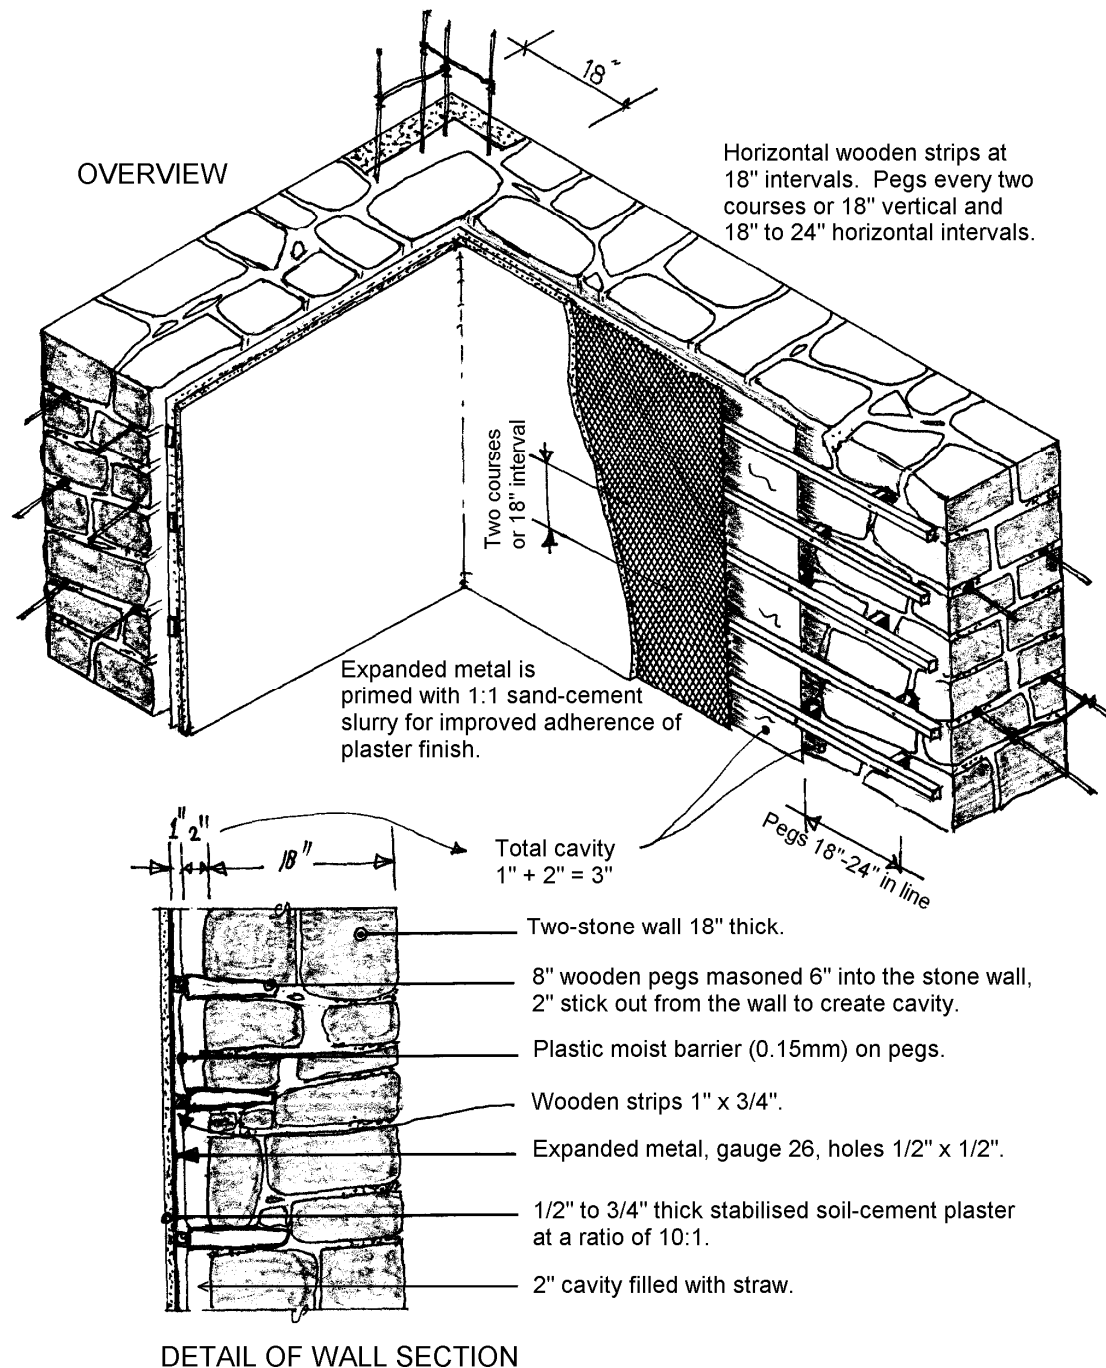 18"
OVERVIEW
Horizontal wooden strips at
18" intervals.  Pegs every two
courses or 18" vertical and
18" to 24" horizontal intervals.
Two courses
or 18" interval
Expanded metal is
primed with 1:1 sand-cement
slurry for improved adherence of
plaster finish.
1" 2"
18"
Total cavity
1" + 2" = 3"
Pegs 18"-24" in line
Two-stone wall 18" thick.
8" wooden pegs masoned 6" into the stone wall,
2" stick out from the wall to create cavity.
Plastic moist barrier (0.15mm) on pegs.
Wooden strips 1" x 3/4".
Expanded metal, gauge 26, holes 1/2" x 1/2".
1/2" to 3/4" thick stabilised soil-cement plaster
at a ratio of 10:1.
2" cavity filled with straw.
DETAIL OF WALL SECTION